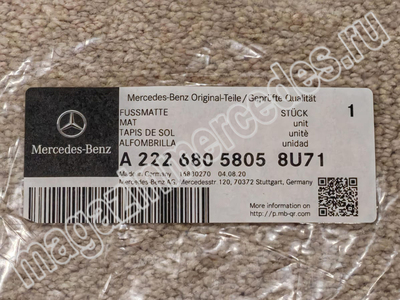 Mercedes-Benz Original-Teile/Geprüfte Qualität
FUSSMATTE STÜCK 1
MAT unit
TAPIS DE SOL unitè
ALFOMBRILLA unidad
Mercedes-Benz
A 222 680 5805 8U71
Made in Germany 04.08.20
Mercedes-Benz AG, Mercedesstr 120, 70372 Stuttgart, Germany
More information on
http://p.mb-qr.com
magazinmercedes.ru